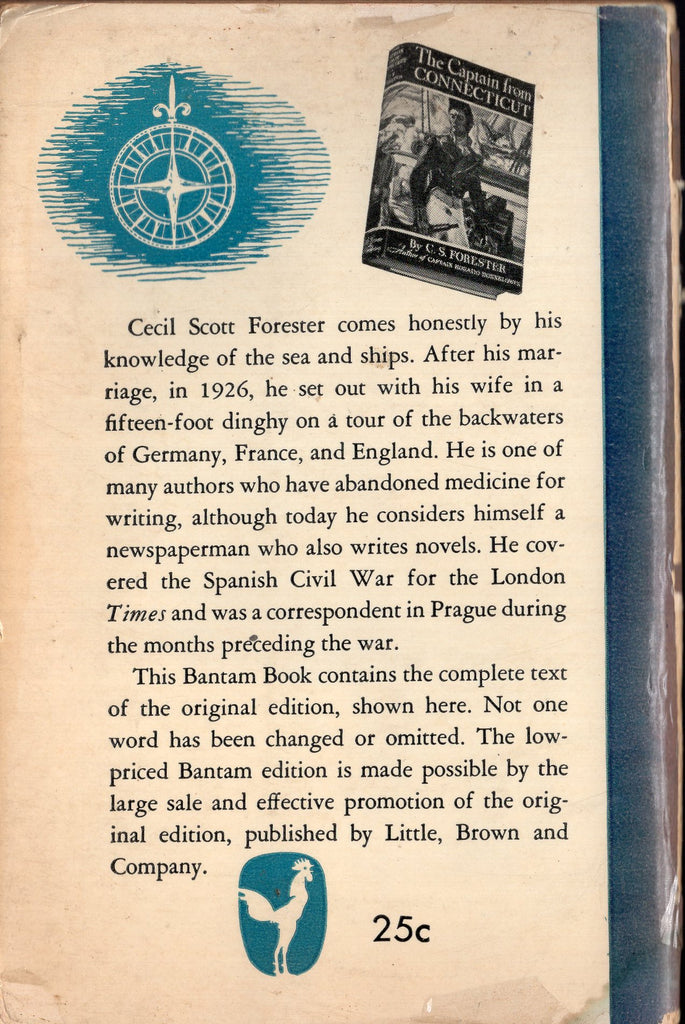 The Captain from
CONNECTICUT
By C. S. FORESTER
Author of CAPTAIN HORATIO HORNBLOWER
Cecil Scott Forester comes honestly by his
knowledge of the sea and ships. After his mar-
riage, in 1926, he set out with his wife in a
fifteen-foot dinghy on a tour of the backwaters
of Germany, France, and England. He is one of
many authors who have abandoned medicine for
writing, although today he considers himself a
newspaperman who also writes novels. He cov-
ered the Spanish Civil War for the London
Times and was a correspondent in Prague during
the months preceding the war.
This Bantam Book contains the complete text
of the original edition, shown here. Not one
word has been changed or omitted. The low-
priced Bantam edition is made possible by the
large sale and effective promotion of the orig-
inal edition, published by Little, Brown and
Company.
25c